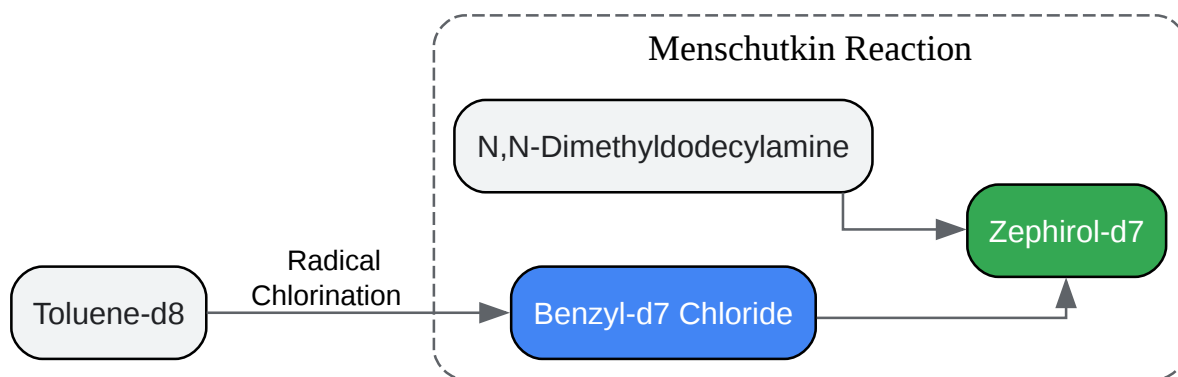 Menschutkin Reaction
N,N-Dimethyldodecylamine
Zephirol-d7
Radical
Chlorination
Toluene-d8
Benzyl-d7 Chloride